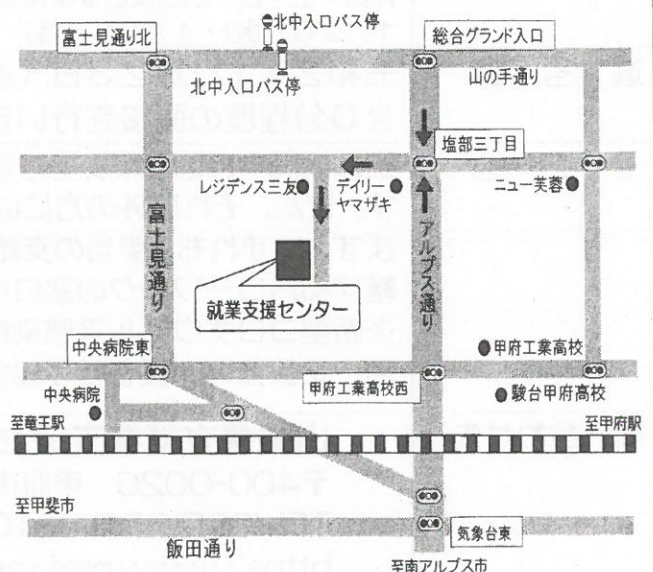 北中入口バス停
富士見通り北
総合グランド入口
北中入口バス停
山の手通り
塩部三丁目
レジデンス三友
デイリー
ヤマザキ
ニュー芙蓉
富士見通り
アルプス通り
就業支援センター
中央病院東
甲府工業高校
甲府工業高校西
中央病院
駿台甲府高校
至竜王駅
至甲府駅
至甲斐市
気象台東
飯田通り
至南アルプス市